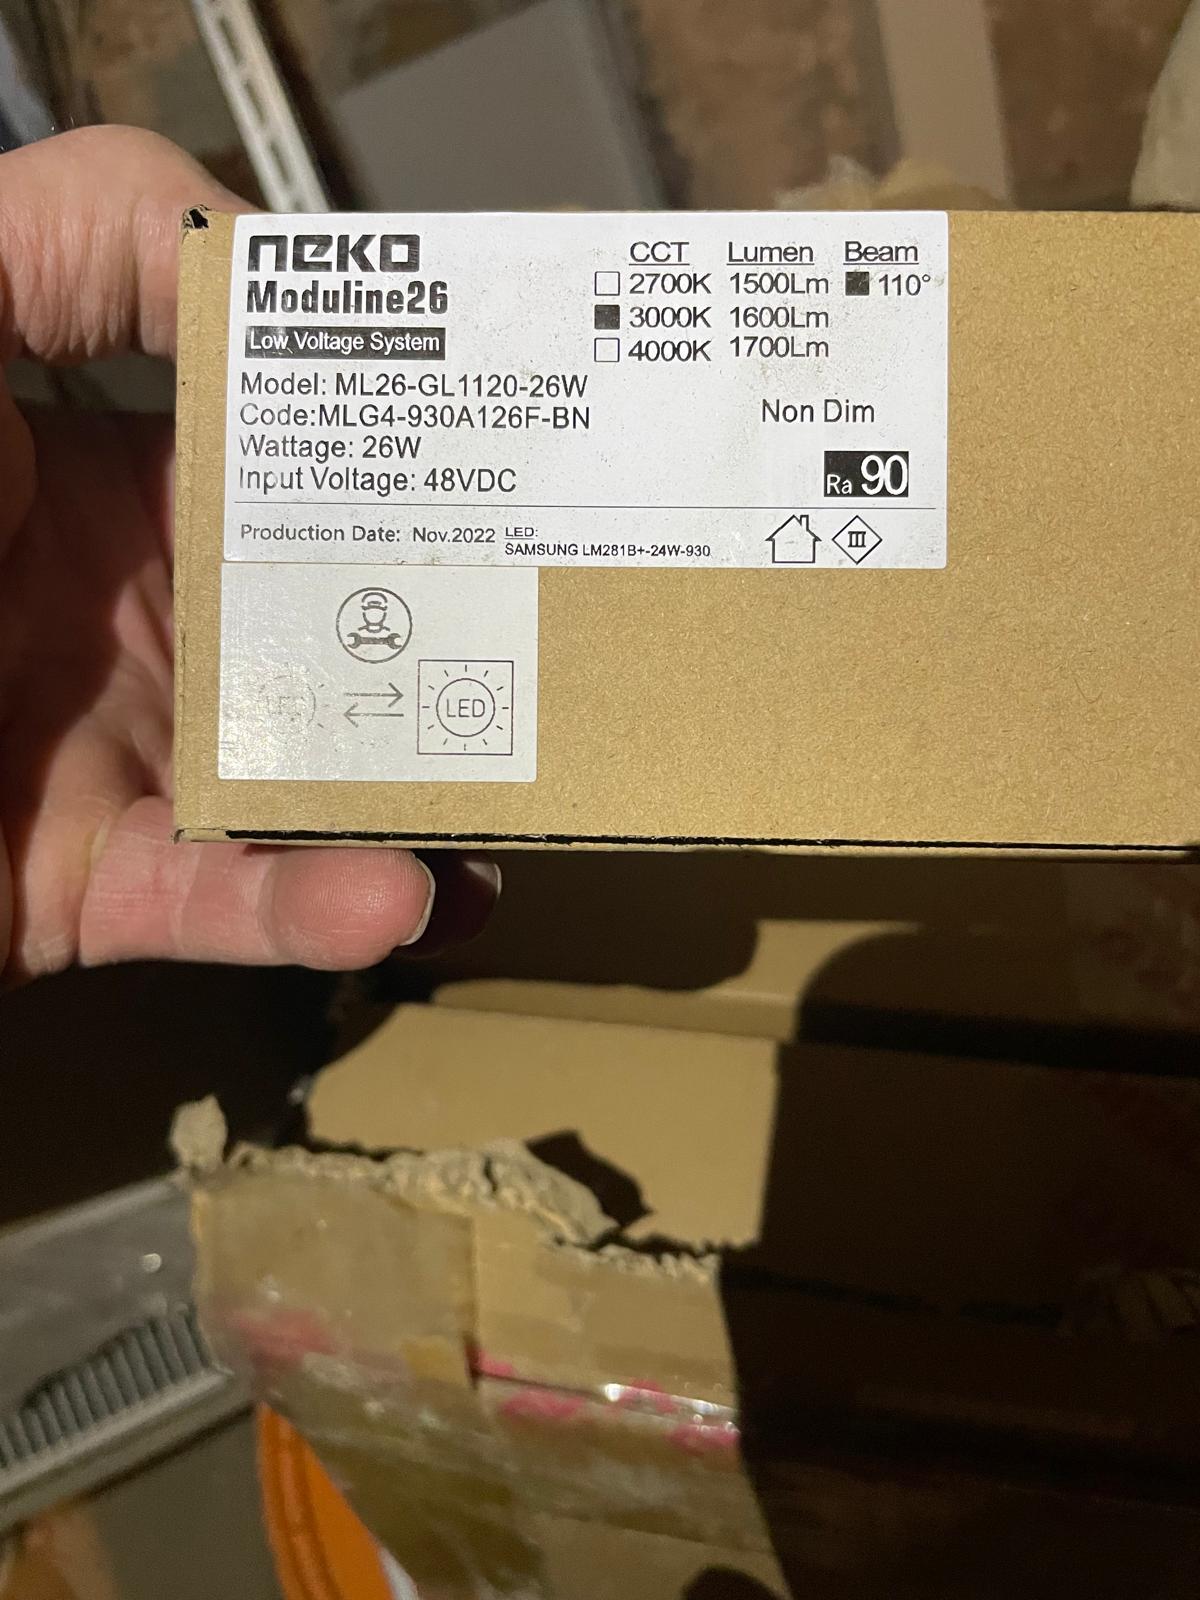 neko
Moduline26
Low Voltage System
Model: ML26-GL1120-26W
Code:MLG4-930A126F-BN
Wattage: 26W
Input Voltage: 48VDC
CCT Lumen Beam
2700K 1500Lm 110°
3000K 1600Lm
4000K 1700Lm
Non Dim
Ra 90
Production Date: Nov.2022 LED:
SAMSUNG LM281B+-24W-930
III
LED LED